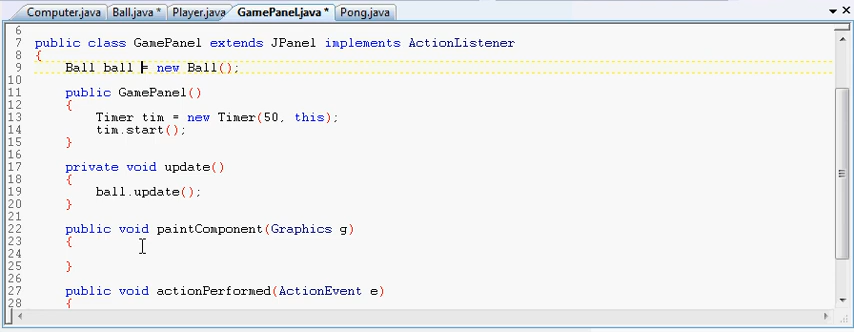 Computer.java Ball.java * Player.java GamePanel.java * Pong.java
6
7 public class GamePanel extends JPanel implements ActionListener
8 {
9 Ball ball = new Ball();
10
11 public GamePanel()
12 {
13 Timer tim = new Timer(50, this);
14 tim.start();
15 }
16
17 private void update()
18 {
19 ball.update();
20 }
21
22 public void paintComponent(Graphics g)
23 {
24
25 }
26
27 public void actionPerformed(ActionEvent e)
28 {